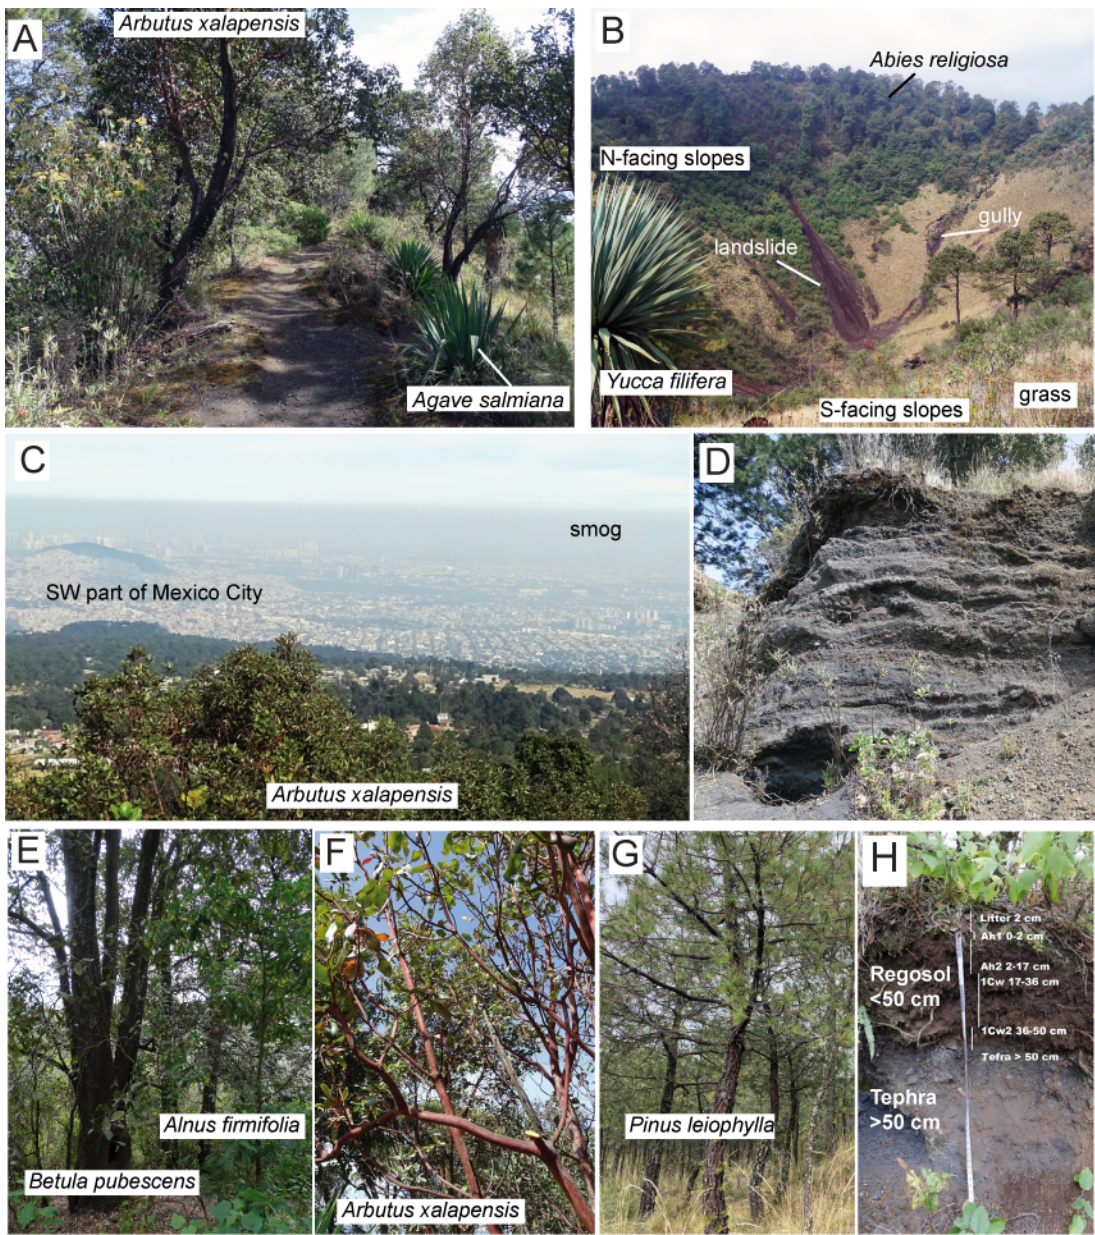 A
Arbutus xalapensis
Agave salmiana
B
Abies religiosa
N-facing slopes
gully
landslide
Yucca filifera
grass
S-facing slopes
C
smog
SW part of Mexico City
Arbutus xalapensis
D
E
Alnus firmifolia
Betula pubescens
F
Arbutus xalapensis
G
Pinus leiophylla
H
Litter 2 cm
Ah1 0-2 cm
Ah2 2-17 cm
Regosol
<50 cm
1Cw 17-36 cm
1Cw2 36-50 cm
Tefra > 50 cm
Tephra
>50 cm